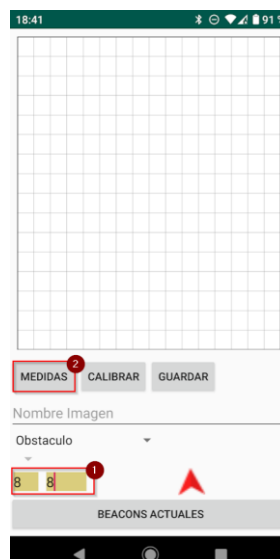 18:41 91%
2
MEDIDAS CALIBRAR GUARDAR
Nombre Imagen
Obstaculo
1
8 8
BEACONS ACTUALES